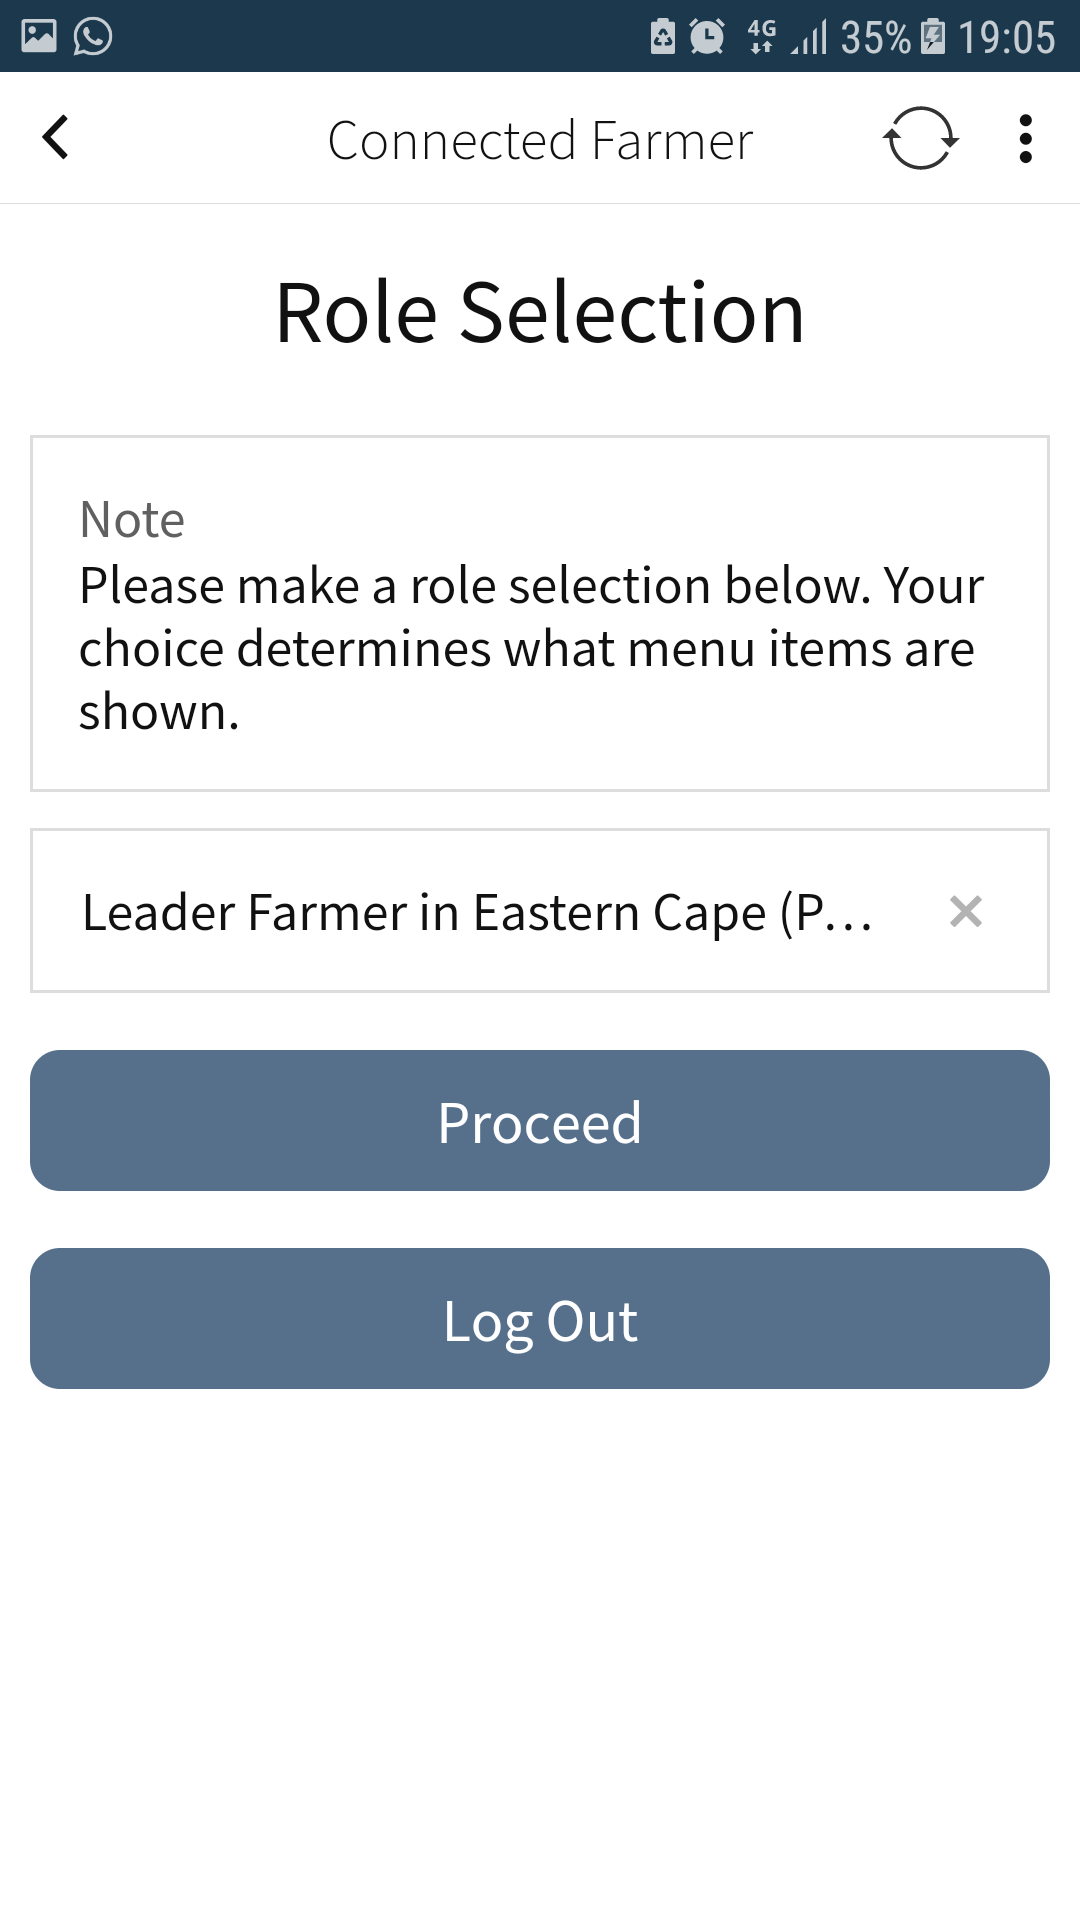 4G 35% 19:05
Connected Farmer
Role Selection
Note
Please make a role selection below. Your
choice determines what menu items are
shown.
Leader Farmer in Eastern Cape (P...
Proceed
Log Out